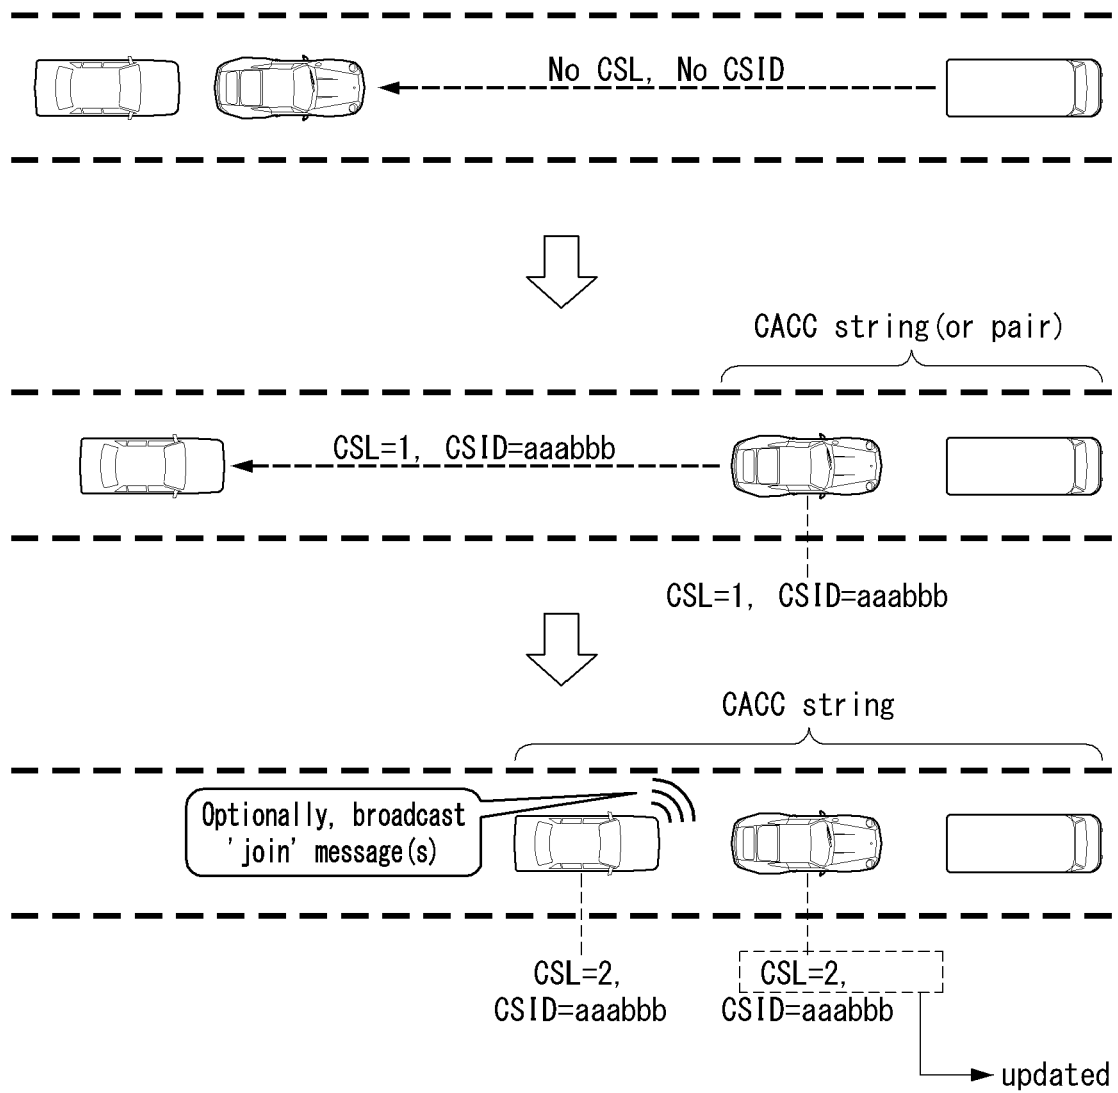 No CSL, No CSID
CACC string(or pair)
CSL=1, CSID=aaabbb
CSL=1, CSID=aaabbb
CACC string
Optionally, broadcast
'join' message(s)
CSL=2,
CSID=aaabbb
CSL=2,
CSID=aaabbb
updated